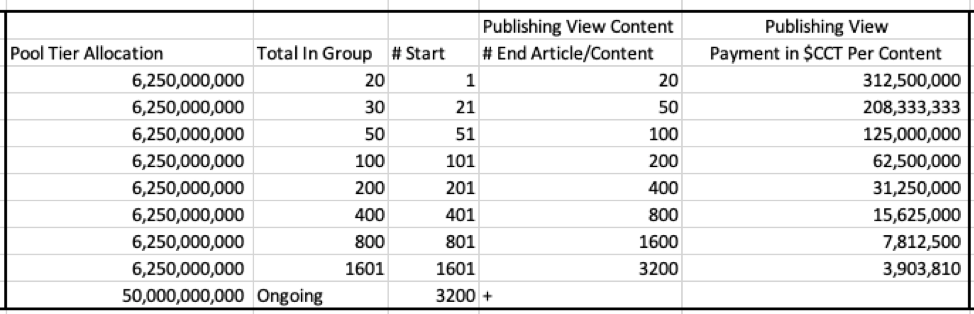 Publishing View Content Publishing View
Pool Tier Allocation Total In Group # Start # End Article/Content Payment in $CCT Per Content
6,250,000,000 20 1 20 312,500,000
6,250,000,000 30 21 50 208,333,333
6,250,000,000 50 51 100 125,000,000
6,250,000,000 100 101 200 62,500,000
6,250,000,000 200 201 400 31,250,000
6,250,000,000 400 401 800 15,625,000
6,250,000,000 800 801 1600 7,812,500
6,250,000,000 1601 1601 3200 3,903,810
50,000,000,000 Ongoing 3200 +